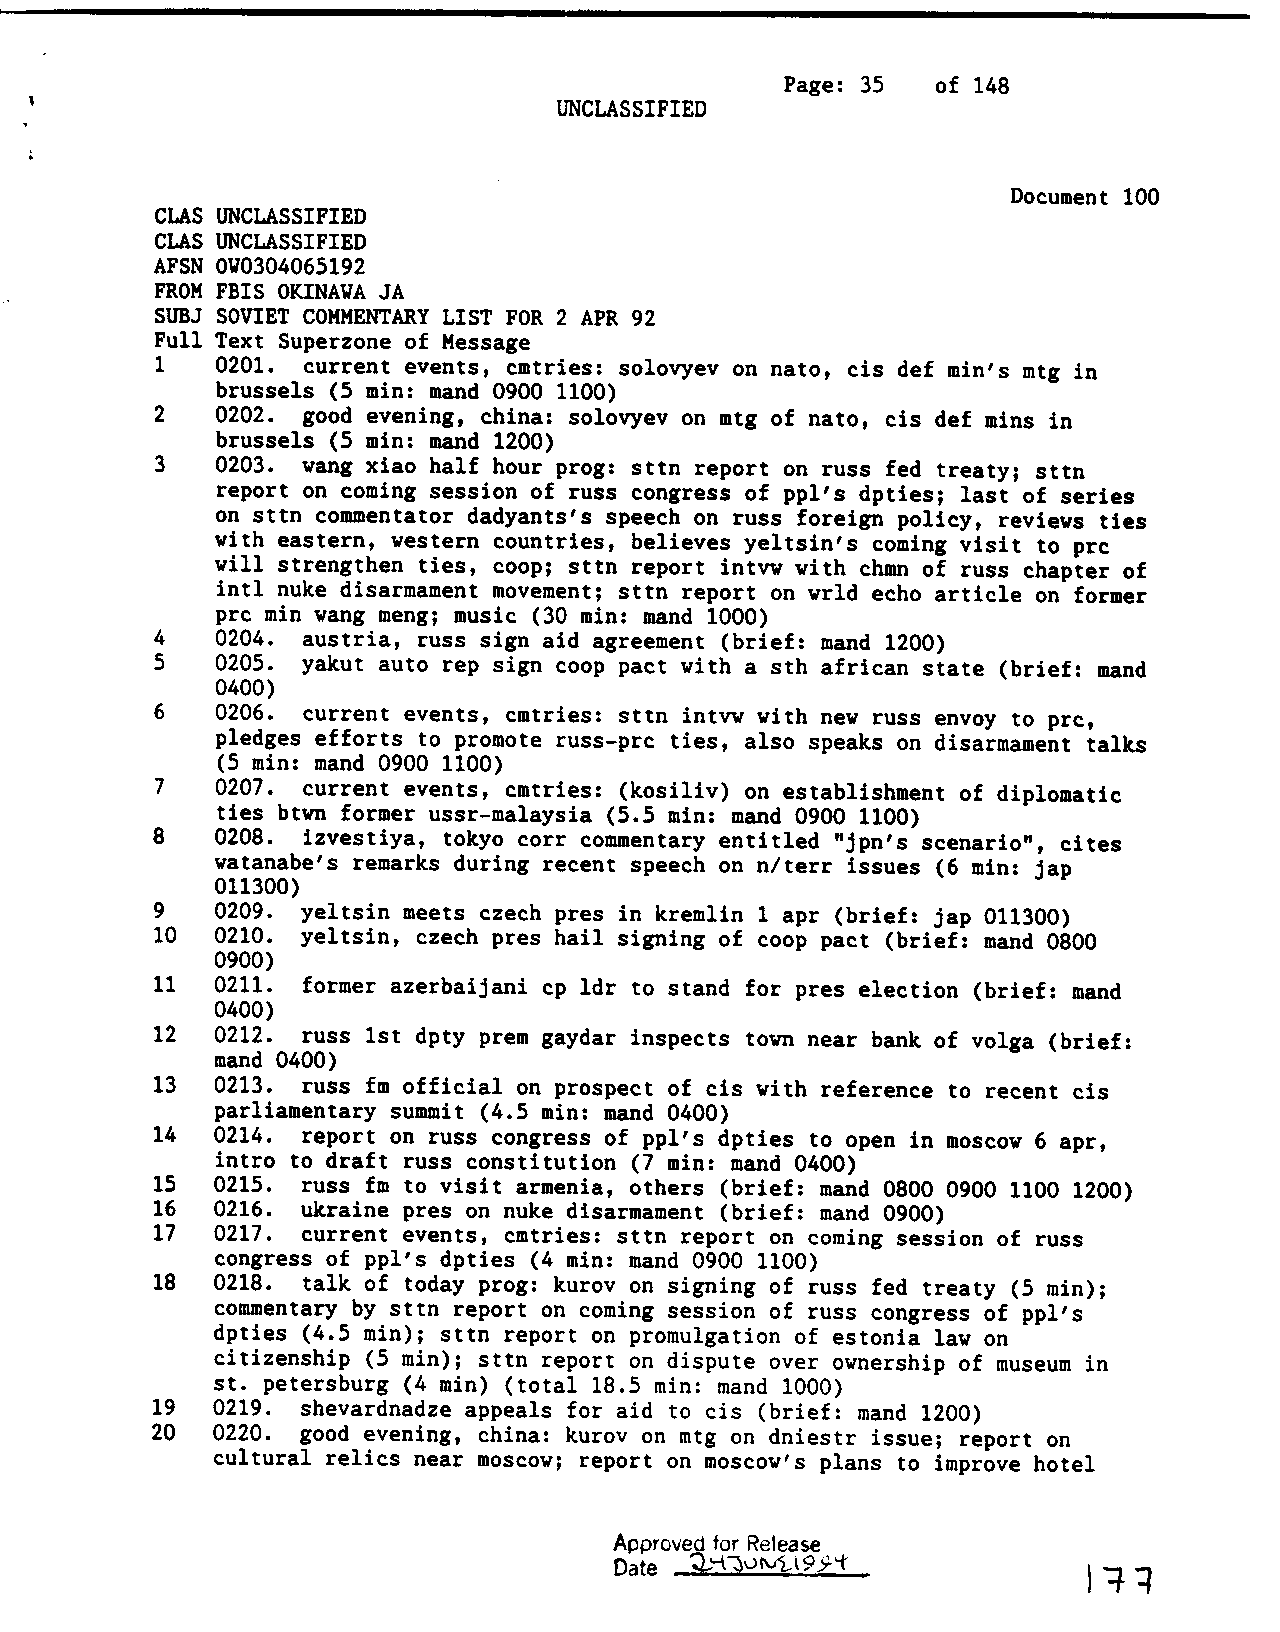 Page: 35 of 148
UNCLASSIFIED
Document 100
CLAS UNCLASSIFIED
CLAS UNCLASSIFIED
AFSN OW0304065192
FROM FBIS OKINAWA JA
SUBJ SOVIET COMMENTARY LIST FOR 2 APR 92
Full Text Superzone of Message
1 0201. current events, cmtries: solovyev on nato, cis def min's mtg in
brussels (5 min: mand 0900 1100)
2 0202. good evening, china: solovyev on mtg of nato, cis def mins in
brussels (5 min: mand 1200)
3 0203. wang xiao half hour prog: sttn report on russ fed treaty; sttn
report on coming session of russ congress of ppl's dpties; last of series
on sttn commentator dadyants's speech on russ foreign policy, reviews ties
with eastern, western countries, believes yeltsin's coming visit to prc
will strengthen ties, coop; sttn report intvw with chmn of russ chapter of
intl nuke disarmament movement; sttn report on wrld echo article on former
prc min wang meng; music (30 min: mand 1000)
4 0204. austria, russ sign aid agreement (brief: mand 1200)
5 0205. yakut auto rep sign coop pact with a sth african state (brief: mand
0400)
6 0206. current events, cmtries: sttn intvw with new russ envoy to prc,
pledges efforts to promote russ-prc ties, also speaks on disarmament talks
(5 min: mand 0900 1100)
7 0207. current events, cmtries: (kosiliv) on establishment of diplomatic
ties btwn former ussr-malaysia (5.5 min: mand 0900 1100)
8 0208. izvestiya, tokyo corr commentary entitled "jpn's scenario", cites
watanabe's remarks during recent speech on n/terr issues (6 min: jap
011300)
9 0209. yeltsin meets czech pres in kremlin 1 apr (brief: jap 011300)
10 0210. yeltsin, czech pres hail signing of coop pact (brief: mand 0800
0900)
11 0211. former azerbaijani cp ldr to stand for pres election (brief: mand
0400)
12 0212. russ 1st dpty prem gaydar inspects town near bank of volga (brief:
mand 0400)
13 0213. russ fm official on prospect of cis with reference to recent cis
parliamentary summit (4.5 min: mand 0400)
14 0214. report on russ congress of ppl's dpties to open in moscow 6 apr,
intro to draft russ constitution (7 min: mand 0400)
15 0215. russ fm to visit armenia, others (brief: mand 0800 0900 1100 1200)
16 0216. ukraine pres on nuke disarmament (brief: mand 0900)
17 0217. current events, cmtries: sttn report on coming session of russ
congress of ppl's dpties (4 min: mand 0900 1100)
18 0218. talk of today prog: kurov on signing of russ fed treaty (5 min);
commentary by sttn report on coming session of russ congress of ppl's
dpties (4.5 min); sttn report on promulgation of estonia law on
citizenship (5 min); sttn report on dispute over ownership of museum in
st. petersburg (4 min) (total 18.5 min: mand 1000)
19 0219. shevardnadze appeals for aid to cis (brief: mand 1200)
20 0220. good evening, china: kurov on mtg on dniestr issue; report on
cultural relics near moscow; report on moscow's plans to improve hotel
Approved for Release
Date 24 JUNE 1994
177